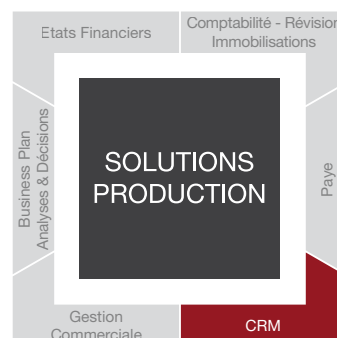 Etats Financiers
Comptabilité - Révision
Immobilisations
Business Plan
Analyses & Décisions
SOLUTIONS
PRODUCTION
Paye
Gestion
Commerciale
CRM